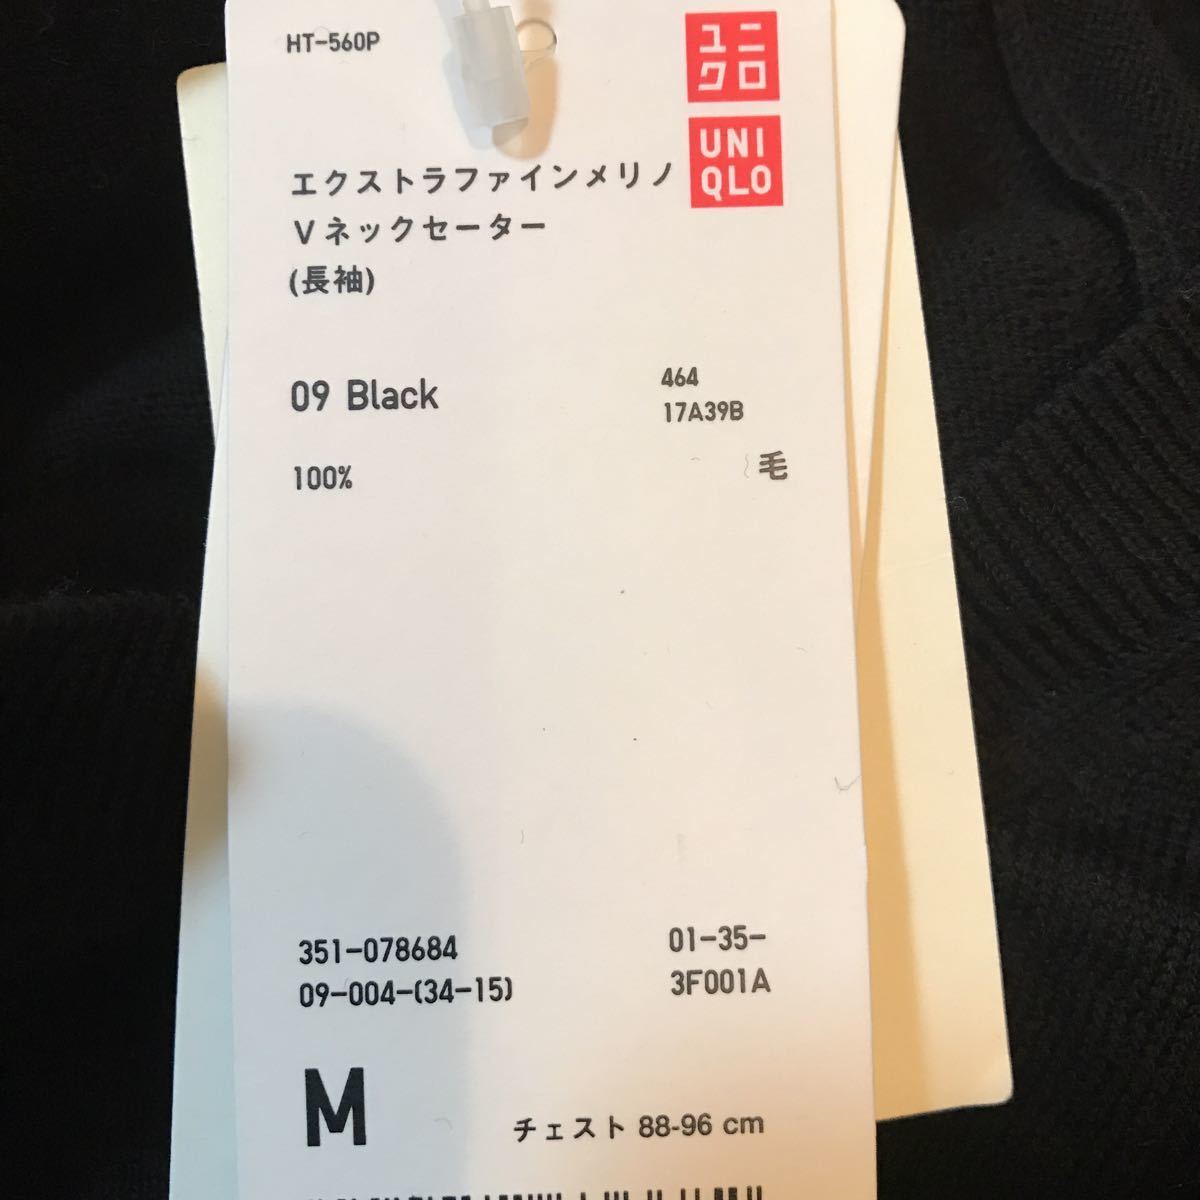 HT-560P
ユニ
クロ
UNI
QLO
エクストラファインメリノ
Vネックセーター
(長袖)
09 Black
464
17A39B
100%
毛
351-078684
09-004-(34-15)
01-35-
3F001A
M
チェスト 88-96 cm